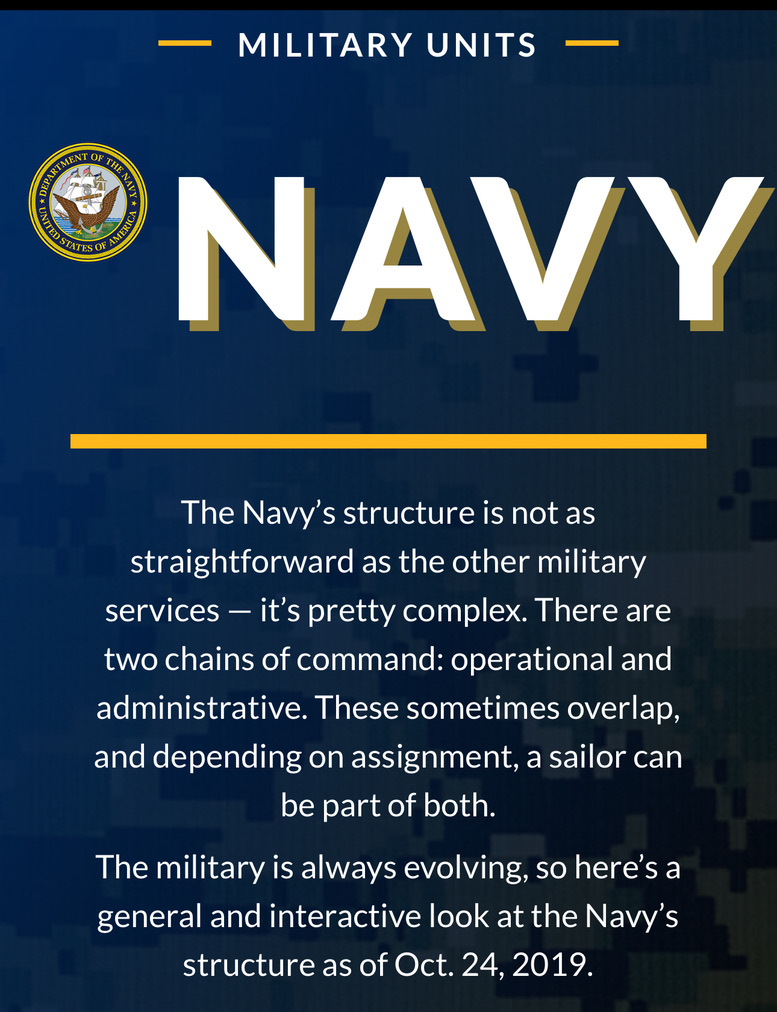 MILITARY UNITS
DEPARTMENT OF THE NAVY
UNITED STATES OF AMERICA
NAVY
The Navy’s structure is not as
straightforward as the other military
services — it’s pretty complex. There are
two chains of command: operational and
administrative. These sometimes overlap,
and depending on assignment, a sailor can
be part of both.
The military is always evolving, so here’s a
general and interactive look at the Navy’s
structure as of Oct. 24, 2019.